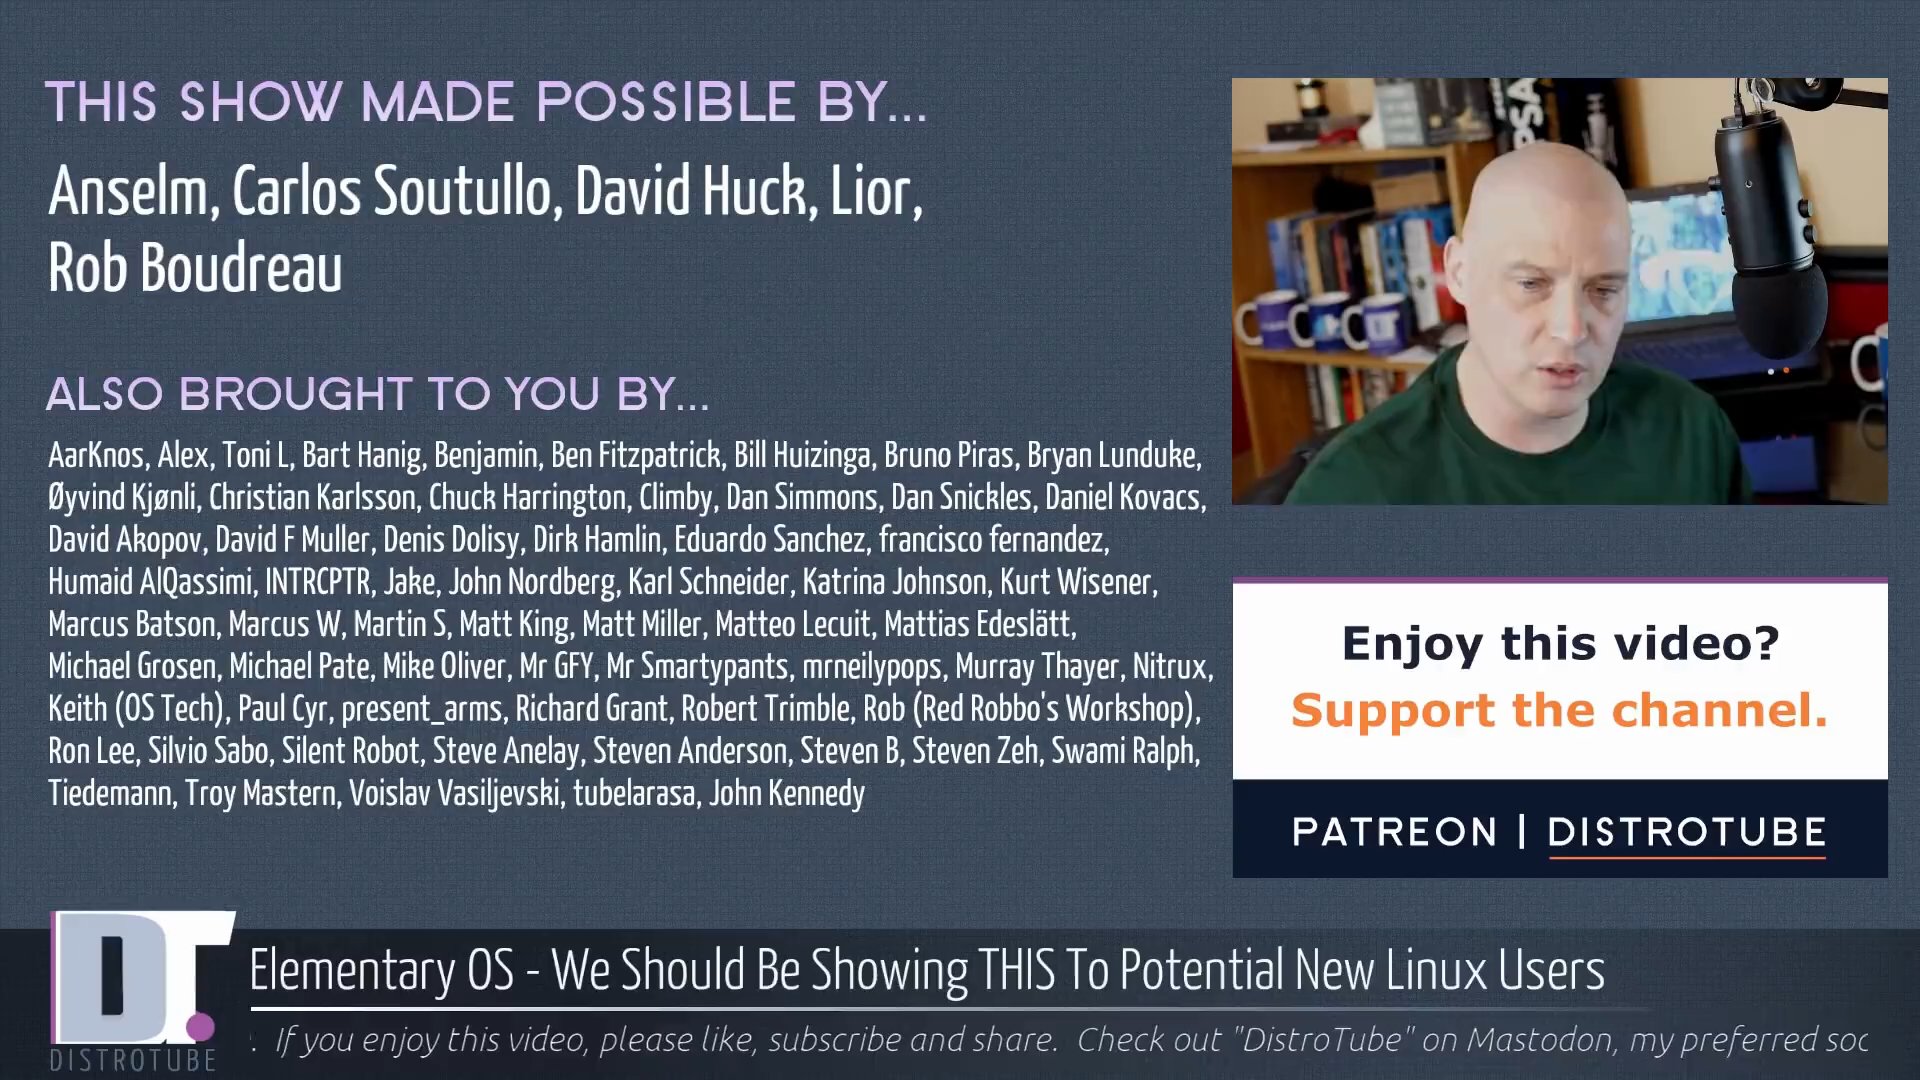 THIS SHOW MADE POSSIBLE BY...
Anselm, Carlos Soutullo, David Huck, Lior,
Rob Boudreau
ALSO BROUGHT TO YOU BY...
AarKnos, Alex, Toni L, Bart Hanig, Benjamin, Ben Fitzpatrick, Bill Huizinga, Bruno Piras, Bryan Lunduke,
Øyvind Kjønli, Christian Karlsson, Chuck Harrington, Climby, Dan Simmons, Dan Snickles, Daniel Kovacs,
David Akopov, David F Muller, Denis Dolisy, Dirk Hamlin, Eduardo Sanchez, francisco fernandez,
Humaid AlQassimi, INTRCPTR, Jake, John Nordberg, Karl Schneider, Katrina Johnson, Kurt Wisener,
Marcus Batson, Marcus W, Martin S, Matt King, Matt Miller, Matteo Lecuit, Mattias Edeslätt,
Michael Grosen, Michael Pate, Mike Oliver, Mr GFY, Mr Smartypants, mrneilypops, Murray Thayer, Nitrux,
Keith (OS Tech), Paul Cyr, present_arms, Richard Grant, Robert Trimble, Rob (Red Robbo's Workshop),
Ron Lee, Silvio Sabo, Silent Robot, Steve Anelay, Steven Anderson, Steven B, Steven Zeh, Swami Ralph,
Tiedemann, Troy Mastern, Voislav Vasiljevski, tubelarasa, John Kennedy
Enjoy this video?
Support the channel.
PATREON | DISTROTUBE
DT
DISTROTUBE
Elementary OS - We Should Be Showing THIS To Potential New Linux Users
. If you enjoy this video, please like, subscribe and share. Check out "DistroTube" on Mastodon, my preferred soc